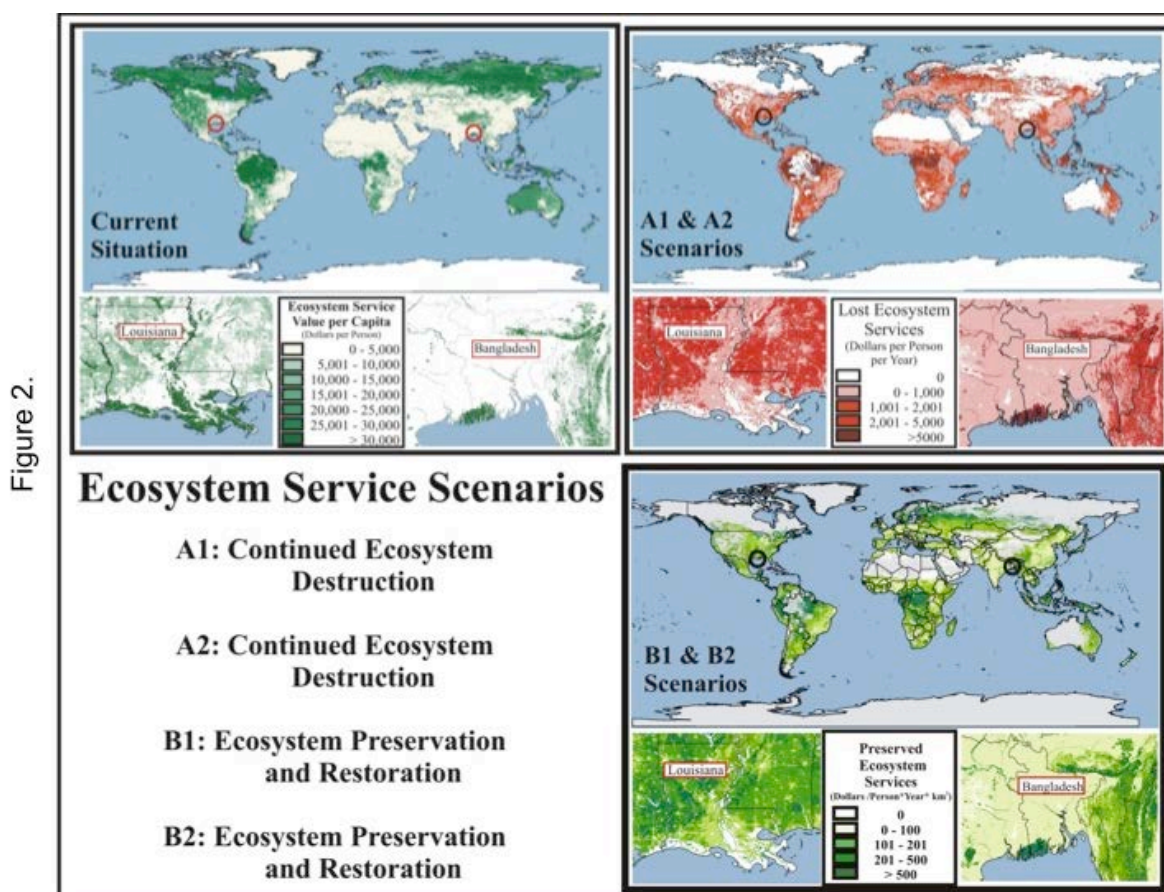 Figure 2.
Current
Situation
Louisiana
Ecosystem Service
Value per Capita
(Dollars per Person)
0 - 5,000
5,001 - 10,000
10,000 - 15,000
15,001 - 20,000
20,000 - 25,000
25,001 - 30,000
> 30,000
Bangladesh
A1 & A2
Scenarios
Louisiana
Lost Ecosystem
Services
(Dollars per Person
per Year)
0
0 - 1,000
1,001 - 2,001
2,001 - 5,000
>5000
Bangladesh
Ecosystem Service Scenarios
A1: Continued Ecosystem
Destruction
A2: Continued Ecosystem
Destruction
B1: Ecosystem Preservation
and Restoration
B2: Ecosystem Preservation
and Restoration
B1 & B2
Scenarios
Louisiana
Preserved
Ecosystem
Services
(Dollars /Person*Year* km²)
0
0 - 100
101 - 201
201 - 500
> 500
Bangladesh